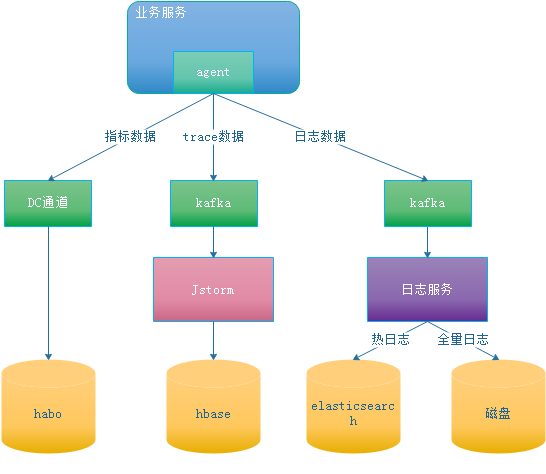 业务服务
agent
指标数据
trace数据
日志数据
DC通道
kafka
kafka
Jstorm
日志服务
热日志
全量日志
habo
hbase
elasticsearc
h
磁盘